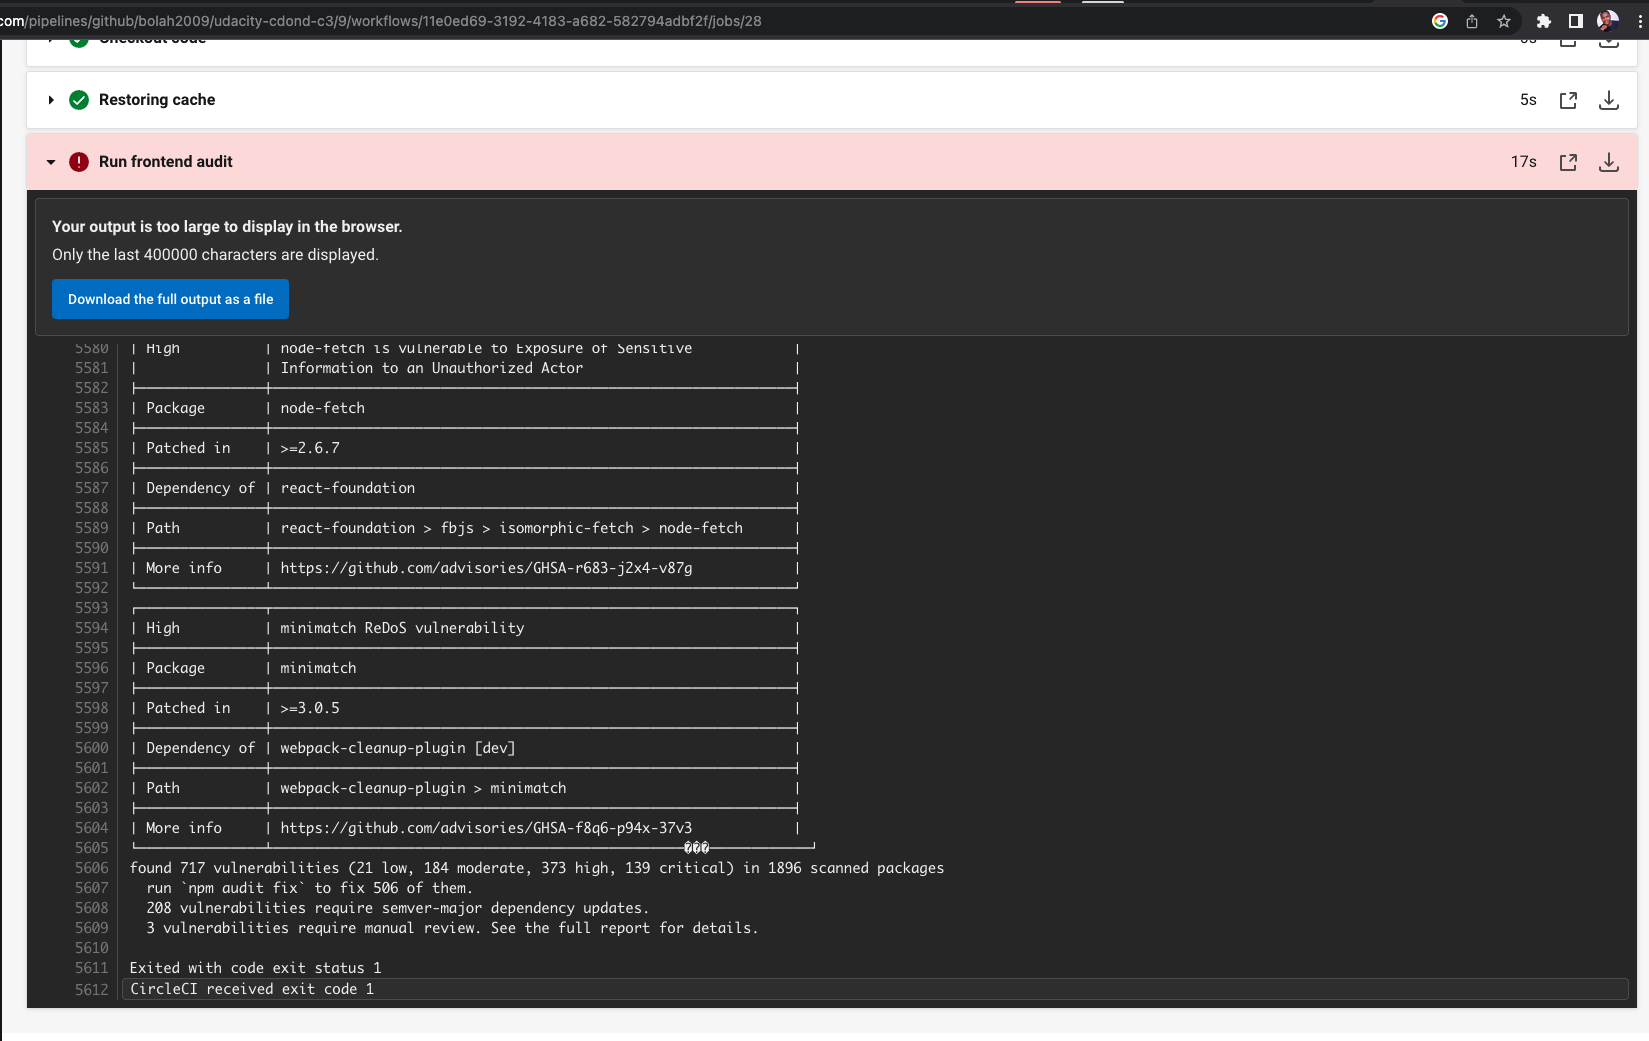 com/pipelines/github/bolah2009/udacity-cdond-c3/9/workflows/11e0ed69-3192-4183-a682-582794adbf2f/jobs/28
Checkout code
0s
Restoring cache
5s
Run frontend audit
17s
Your output is too large to display in the browser.
Only the last 400000 characters are displayed.
Download the full output as a file
5580 | High | node-fetch is vulnerable to Exposure of Sensitive |
5581 | | Information to an Unauthorized Actor |
5582
5583 | Package | node-fetch |
5584
5585 | Patched in | >=2.6.7 |
5586
5587 | Dependency of | react-foundation |
5588
5589 | Path | react-foundation > fbjs > isomorphic-fetch > node-fetch |
5590
5591 | More info | https://github.com/advisories/GHSA-r683-j2x4-v87g |
5592
5593
5594 | High | minimatch ReDoS vulnerability |
5595
5596 | Package | minimatch |
5597
5598 | Patched in | >=3.0.5 |
5599
5600 | Dependency of | webpack-cleanup-plugin [dev] |
5601
5602 | Path | webpack-cleanup-plugin > minimatch |
5603
5604 | More info | https://github.com/advisories/GHSA-f8q6-p94x-37v3 |
5605 ���
5606 found 717 vulnerabilities (21 low, 184 moderate, 373 high, 139 critical) in 1896 scanned packages
5607 run `npm audit fix` to fix 506 of them.
5608 208 vulnerabilities require semver-major dependency updates.
5609 3 vulnerabilities require manual review. See the full report for details.
5610
5611 Exited with code exit status 1
5612 CircleCI received exit code 1